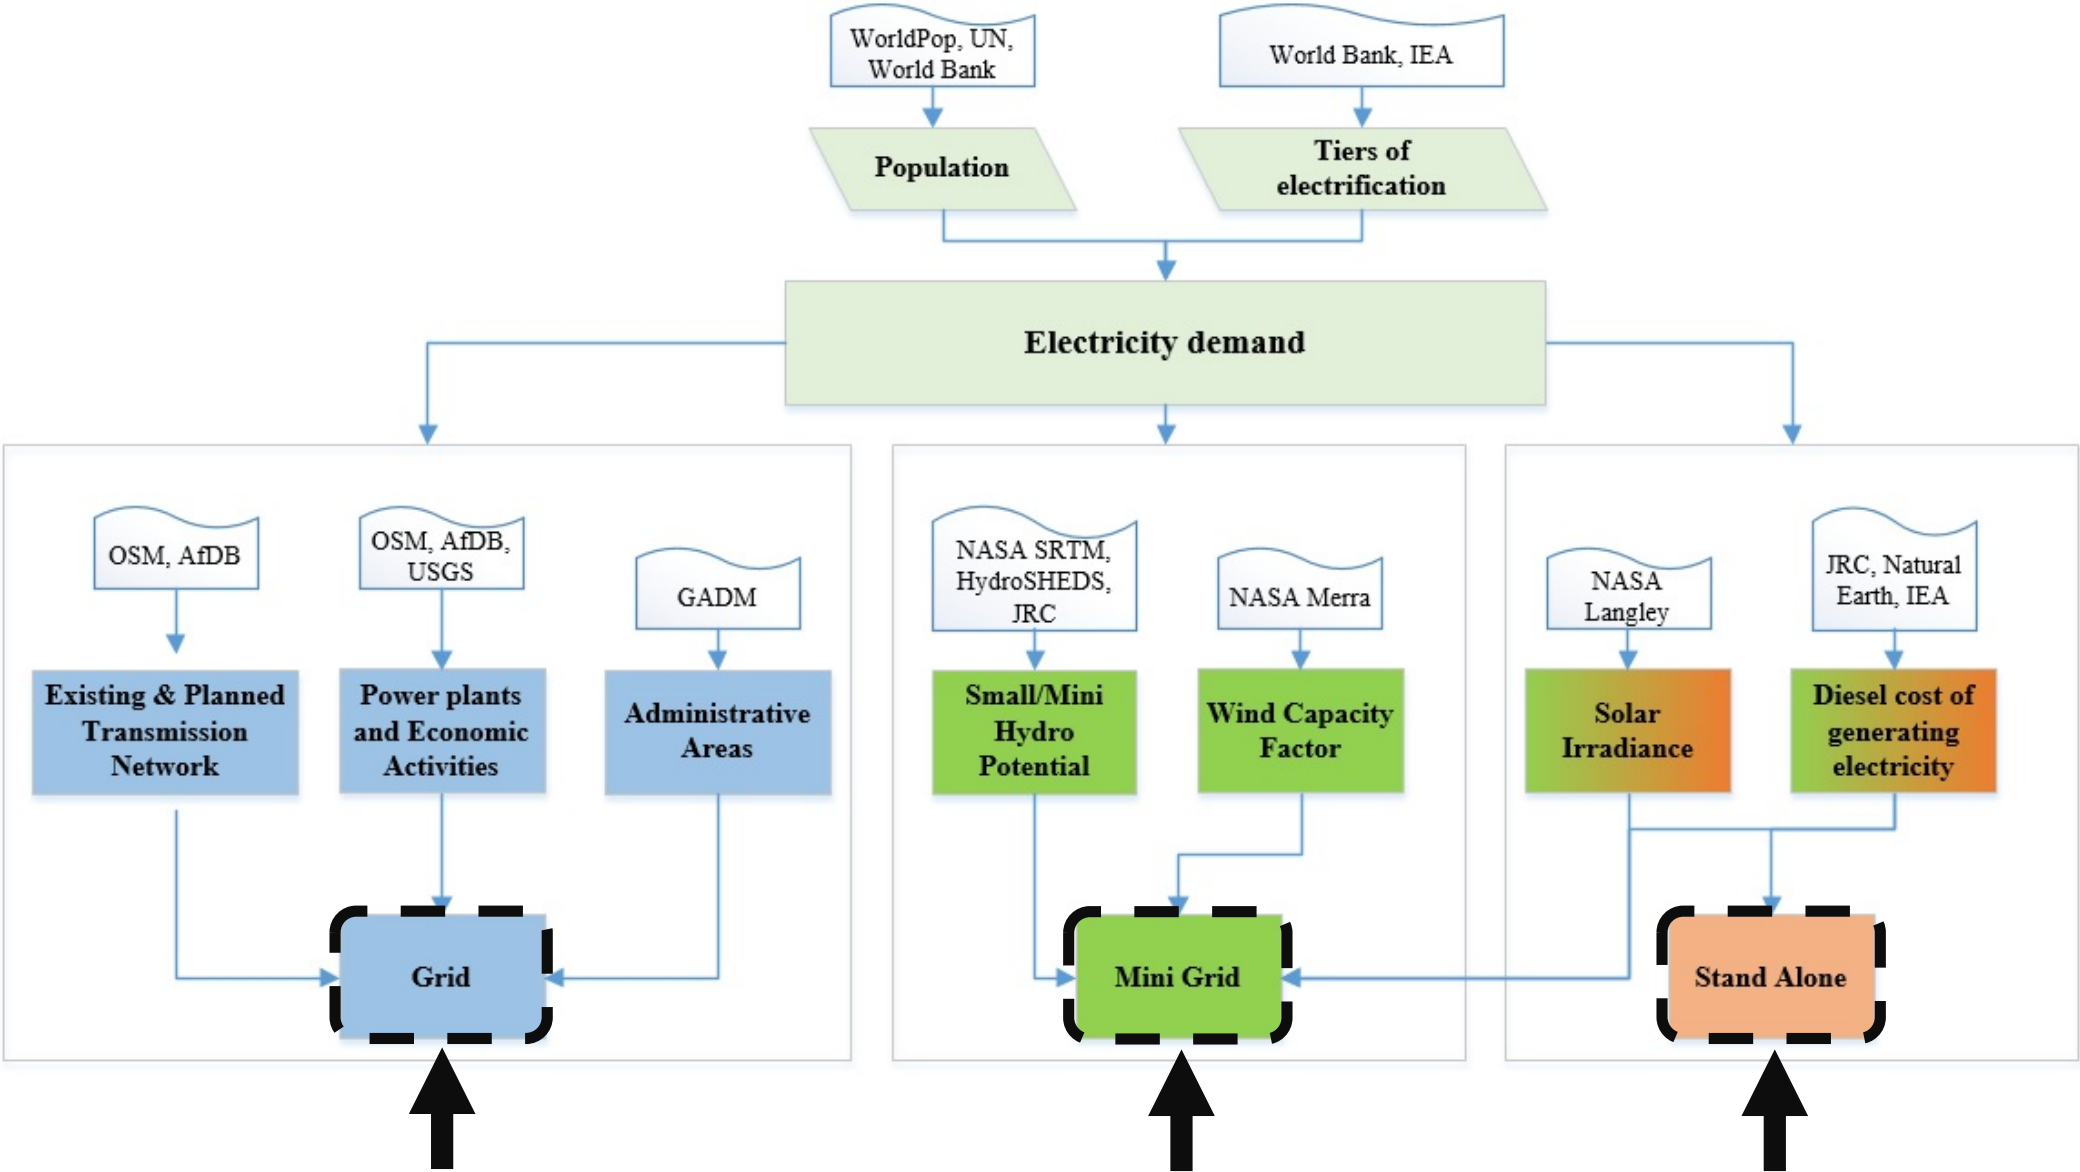 WorldPop, UN,
World Bank
World Bank, IEA
Population
Tiers of
electrification
Electricity demand
OSM, AfDB
OSM, AfDB,
USGS
GADM
NASA SRTM,
HydroSHEDS,
JRC
NASA Merra
NASA
Langley
JRC, Natural
Earth, IEA
Existing & Planned
Transmission
Network
Power plants
and Economic
Activities
Administrative
Areas
Small/Mini
Hydro
Potential
Wind Capacity
Factor
Solar
Irradiance
Diesel cost of
generating
electricity
Grid
Mini Grid
Stand Alone